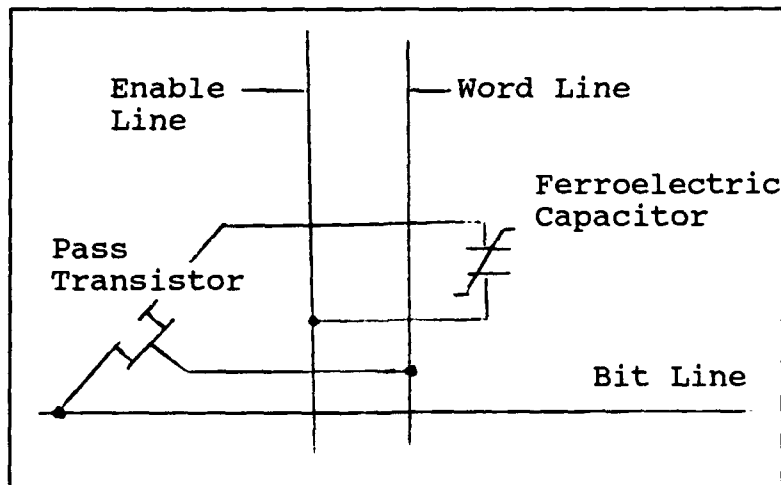 Enable
Line
Word Line
Ferroelectric
Capacitor
Pass
Transistor
Bit Line